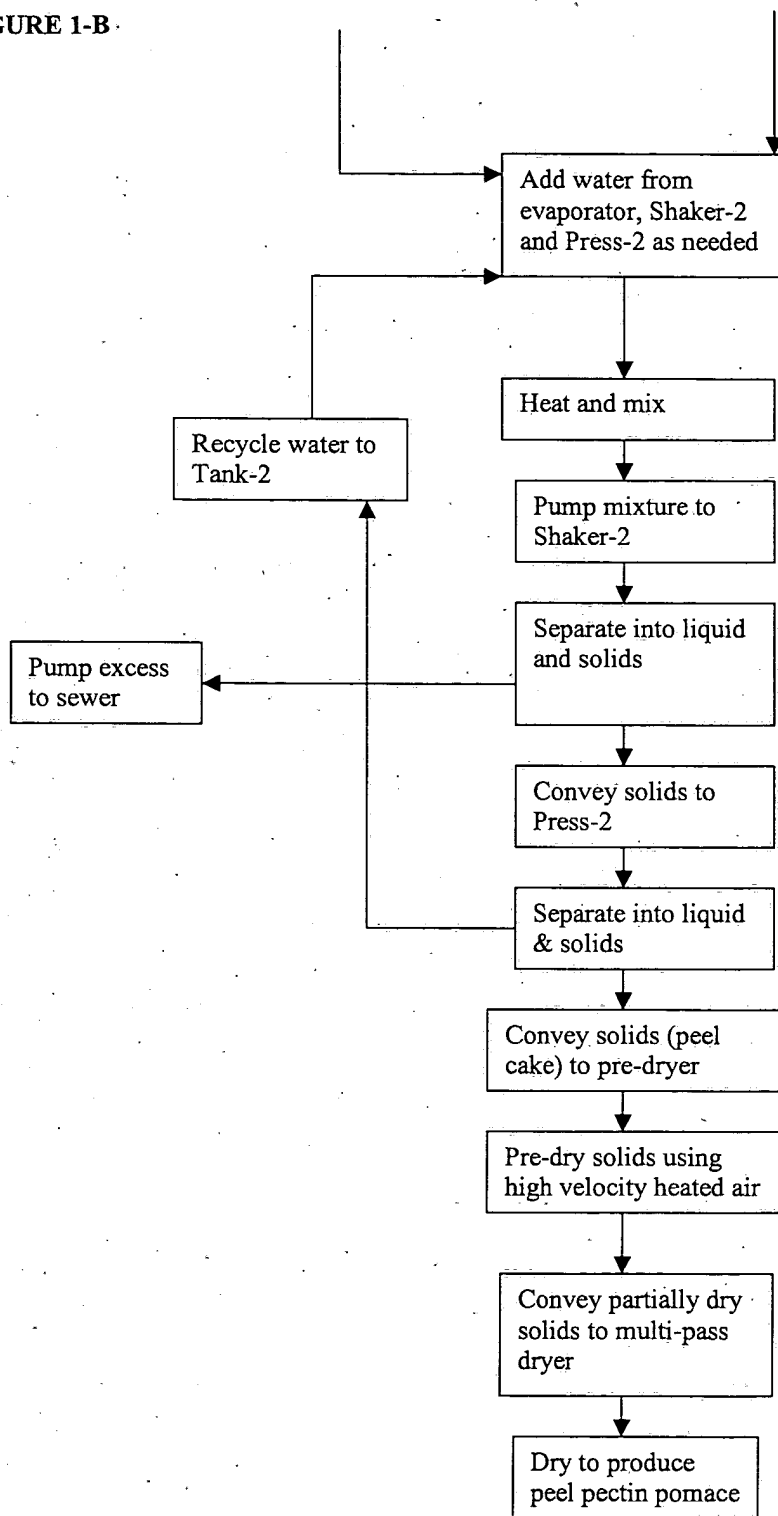 GURE 1-B
Add water from
evaporator, Shaker-2
and Press-2 as needed
Heat and mix
Recycle water to
Tank-2
Pump mixture to
Shaker-2
Separate into liquid
and solids
Pump excess
to sewer
Convey solids to
Press-2
Separate into liquid
& solids
Convey solids (peel
cake) to pre-dryer
Pre-dry solids using
high velocity heated air
Convey partially dry
solids to multi-pass
dryer
Dry to produce
peel pectin pomace